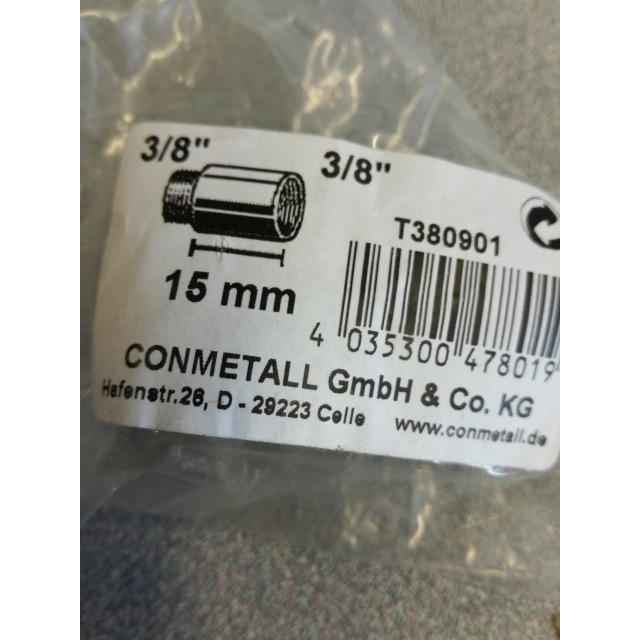 3/8" 3/8"
T380901
15 mm
4 035300 478019
CONMETALL GmbH & Co. KG
Hafenstr.26, D - 29223 Celle www.conmetall.de